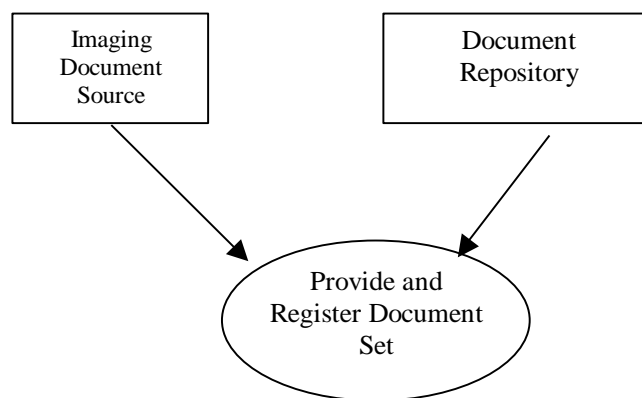 Imaging
Document
Source
Document
Repository
Provide and
Register Document
Set